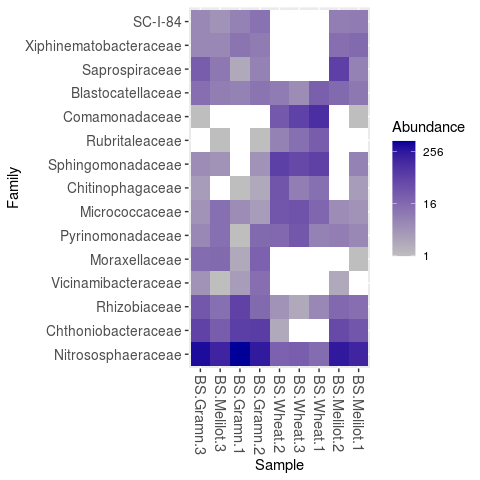 SC-I-84
Xiphinematobacteraceae
Saprospiraceae
Blastocatellaceae
Comamonadaceae
Rubritaleaceae
Sphingomonadaceae
Chitinophagaceae
Micrococcaceae
Pyrinomonadaceae
Moraxellaceae
Vicinamibacteraceae
Rhizobiaceae
Chthoniobacteraceae
Nitrososphaeraceae
Family
BS.Gramn.3
BS.Melilot.3
BS.Gramn.1
BS.Gramn.2
BS.Wheat.2
BS.Wheat.3
BS.Wheat.1
BS.Melilot.2
BS.Melilot.1
Sample
Abundance
256
16
1